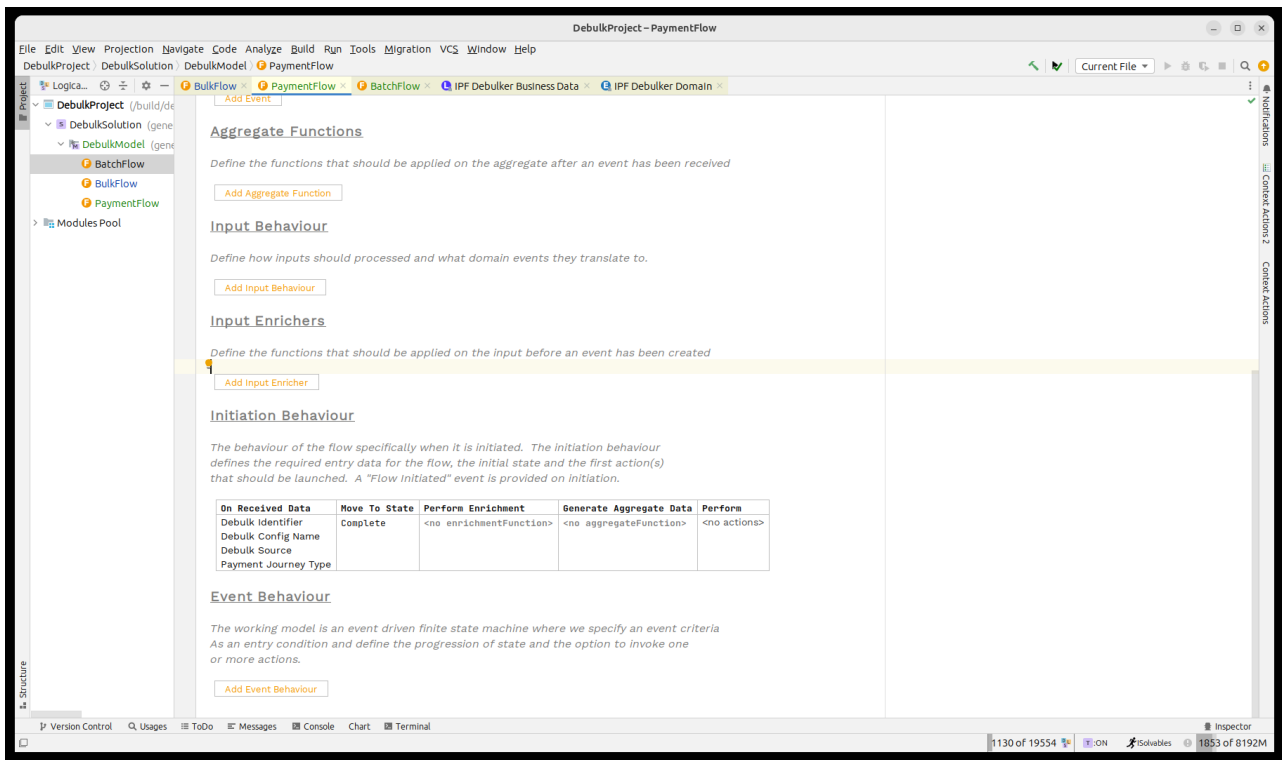 DebulkProject – PaymentFlow
File Edit View Projection Navigate Code Analyze Build Run Tools Migration VCS Window Help
DebulkProject DebulkSolution DebulkModel PaymentFlow
Current File
Logica...
BulkFlow
PaymentFlow
BatchFlow
IPF Debulker Business Data
IPF Debulker Domain
Project
DebulkProject (/build/de
DebulkSolution (gene
DebulkModel (gene
BatchFlow
BulkFlow
PaymentFlow
Modules Pool
Structure
Add Event
Aggregate Functions
Define the functions that should be applied on the aggregate after an event has been received
Add Aggregate Function
Input Behaviour
Define how inputs should processed and what domain events they translate to.
Add Input Behaviour
Input Enrichers
Define the functions that should be applied on the input before an event has been created
Add Input Enricher
Initiation Behaviour
The behaviour of the flow specifically when it is initiated. The initiation behaviour
defines the required entry data for the flow, the initial state and the first action(s)
that should be launched. A "Flow Initiated" event is provided on initiation.
On Received Data Move To State Perform Enrichment Generate Aggregate Data Perform
Debulk Identifier Complete <no enrichmentFunction> <no aggregateFunction> <no actions>
Debulk Config Name
Debulk Source
Payment Journey Type
Event Behaviour
The working model is an event driven finite state machine where we specify an event criteria
As an entry condition and define the progression of state and the option to invoke one
or more actions.
Add Event Behaviour
Notifications
Context Actions 2
Context Actions
Version Control Usages ToDo Messages Console Chart Terminal Inspector
1130 of 19554 T :ON !Solvables 1853 of 8192M